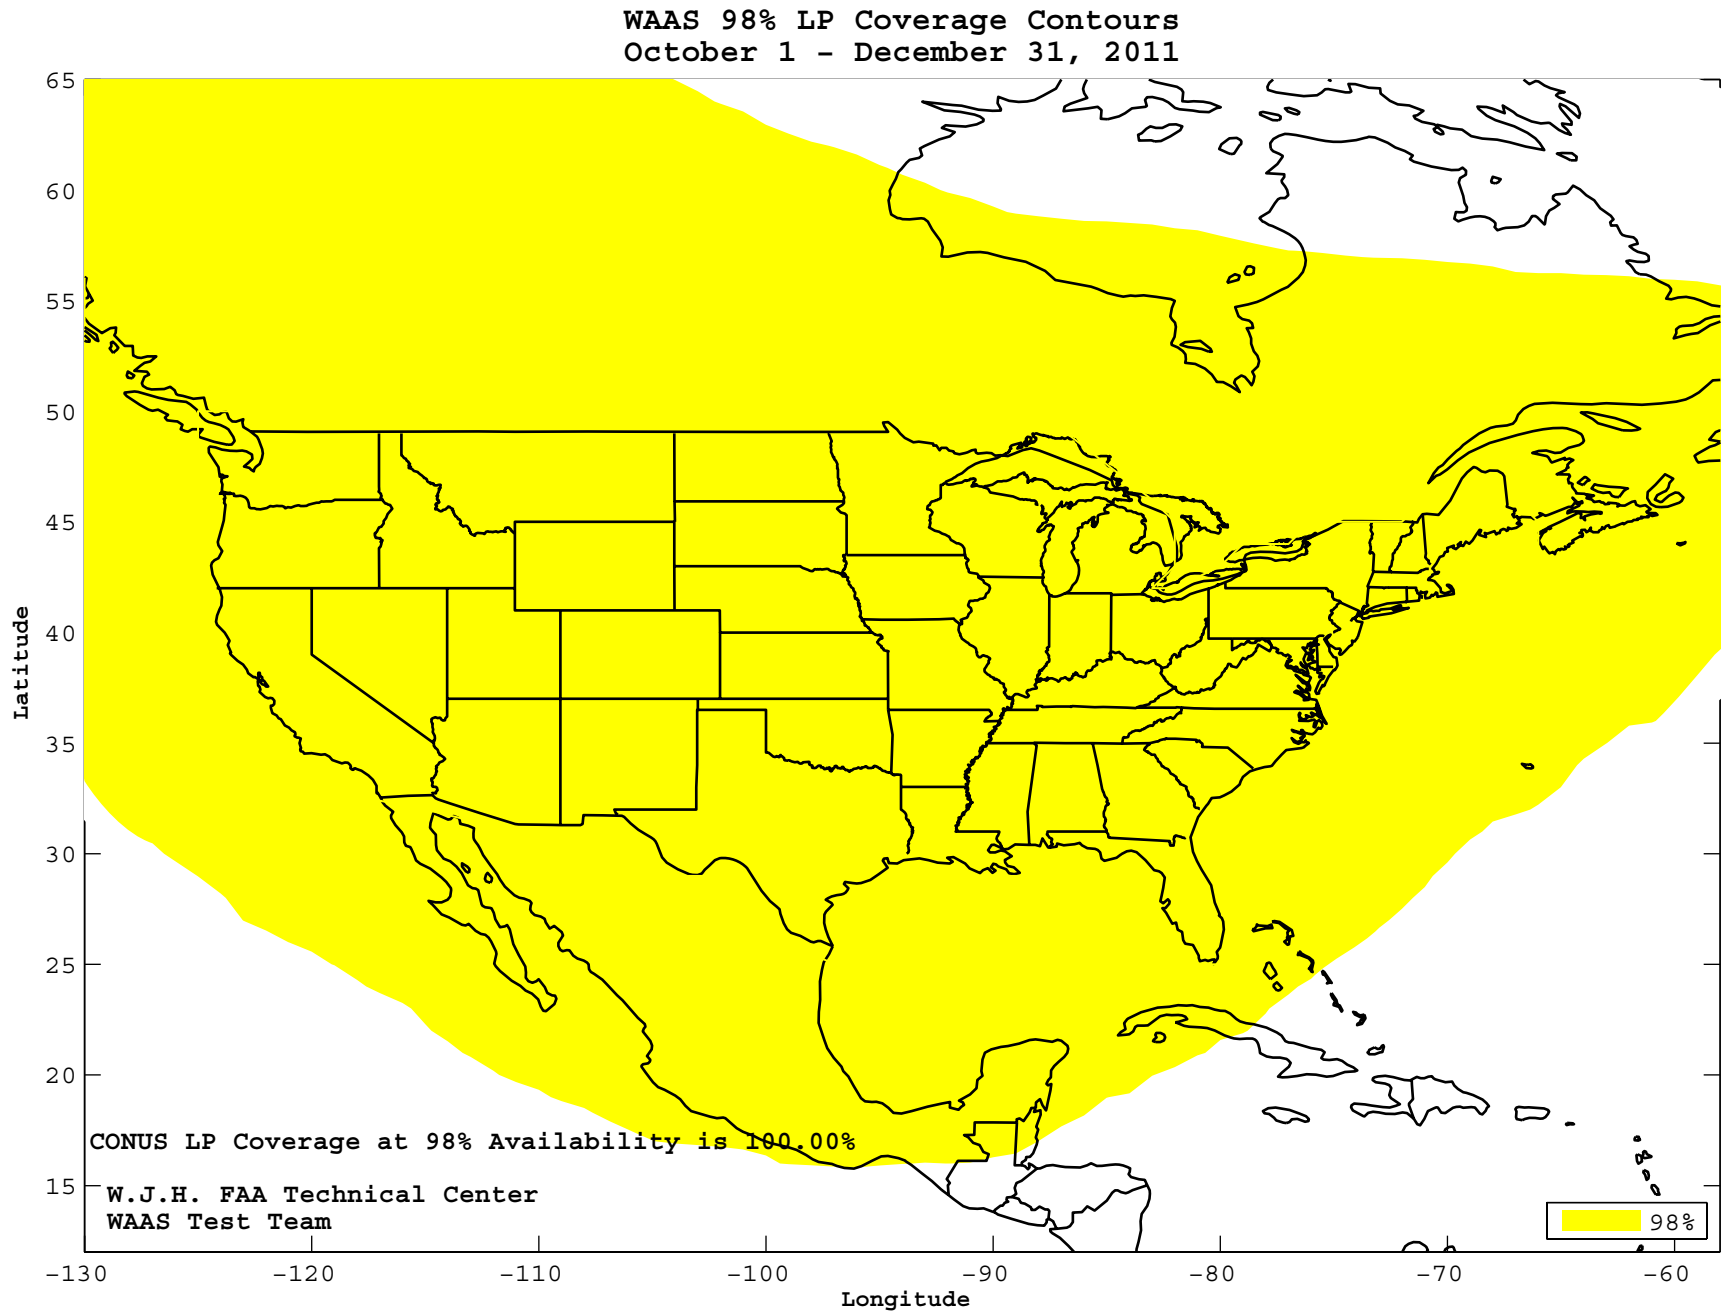 WAAS 98% LP Coverage Contours
October 1 - December 31, 2011
65
60
55
50
45
40
35
30
25
20
15
Latitude
CONUS LP Coverage at 98% Availability is 100.00%
W.J.H. FAA Technical Center
WAAS Test Team
98%
-130 -120 -110 -100 -90 -80 -70 -60
Longitude